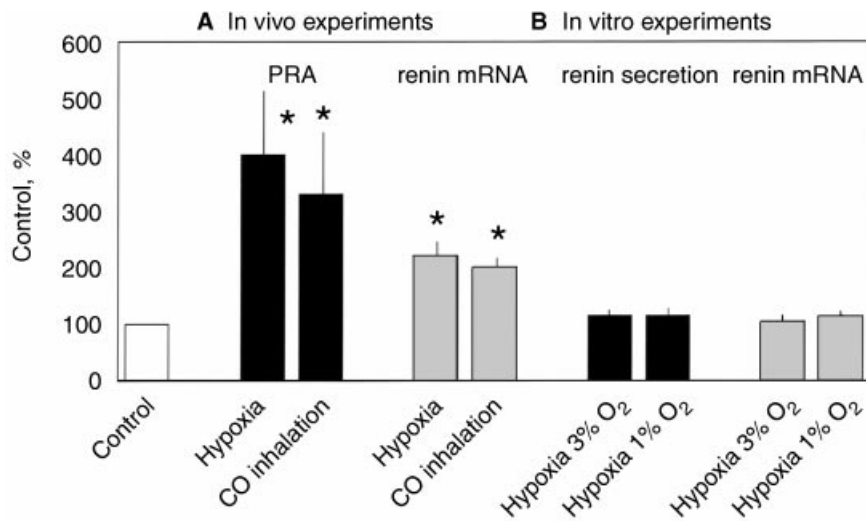 A In vivo experiments B In vitro experiments
PRA renin mRNA renin secretion renin mRNA
* * * *
Control, %
600
500
400
300
200
100
0
Control
Hypoxia
CO inhalation
Hypoxia
CO inhalation
Hypoxia 3% O₂
Hypoxia 1% O₂
Hypoxia 3% O₂
Hypoxia 1% O₂